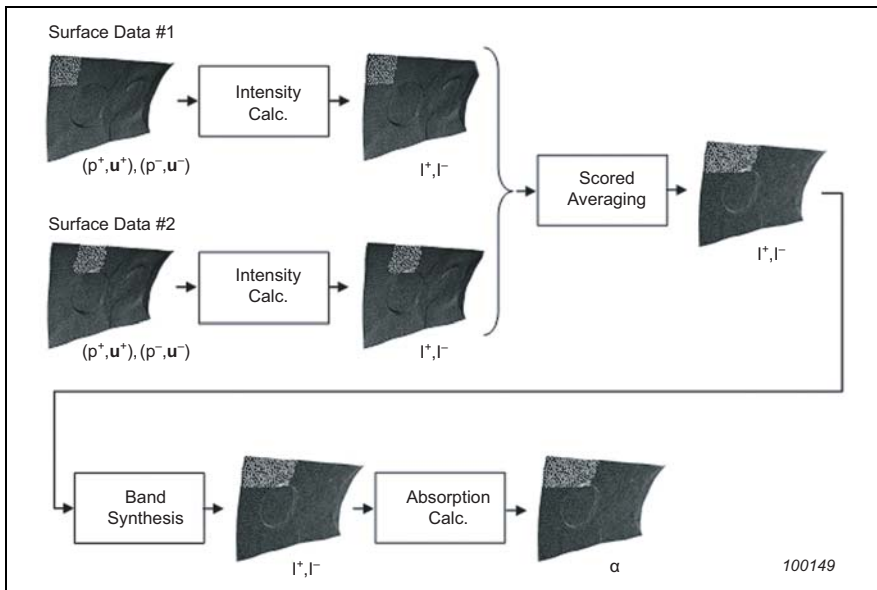 Surface Data #1
Intensity
Calc.
(p⁺,u⁺),(p⁻,u⁻)
I⁺,I⁻
Scored
Averaging
I⁺,I⁻
Surface Data #2
Intensity
Calc.
(p⁺,u⁺),(p⁻,u⁻)
I⁺,I⁻
Band
Synthesis
I⁺,I⁻
Absorption
Calc.
α
100149